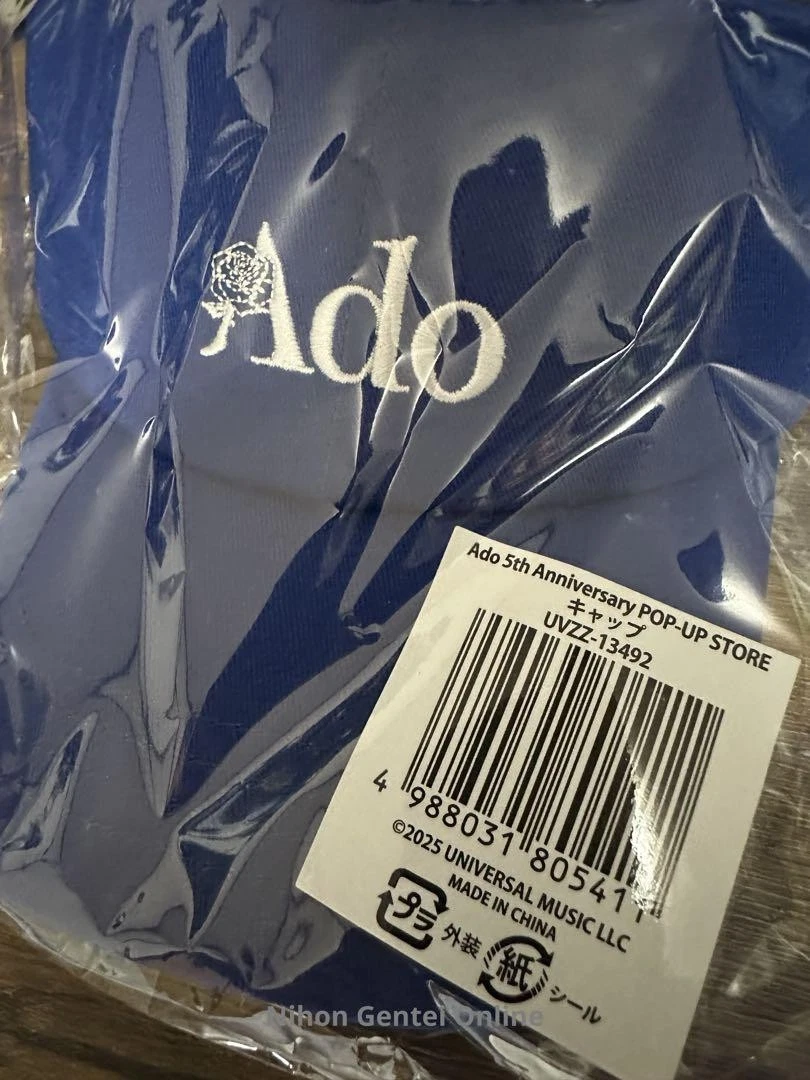 Ado
Ado 5th Anniversary POP-UP STORE
キャップ
UVZZ-13492
4 988031 805411
©2025 UNIVERSAL MUSIC LLC
MADE IN CHINA
プラ 外装 紙 シール
Nihon Gentei Online